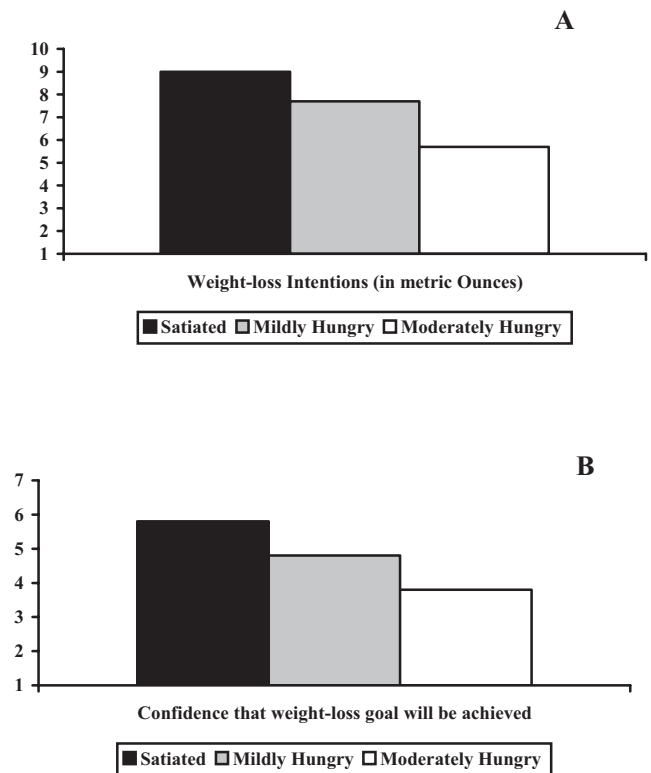 A
10
9
8
7
6
5
4
3
2
1
Weight-loss Intentions (in metric Ounces)
Satiated Mildly Hungry Moderately Hungry
B
7
6
5
4
3
2
1
Confidence that weight-loss goal will be achieved
Satiated Mildly Hungry Moderately Hungry